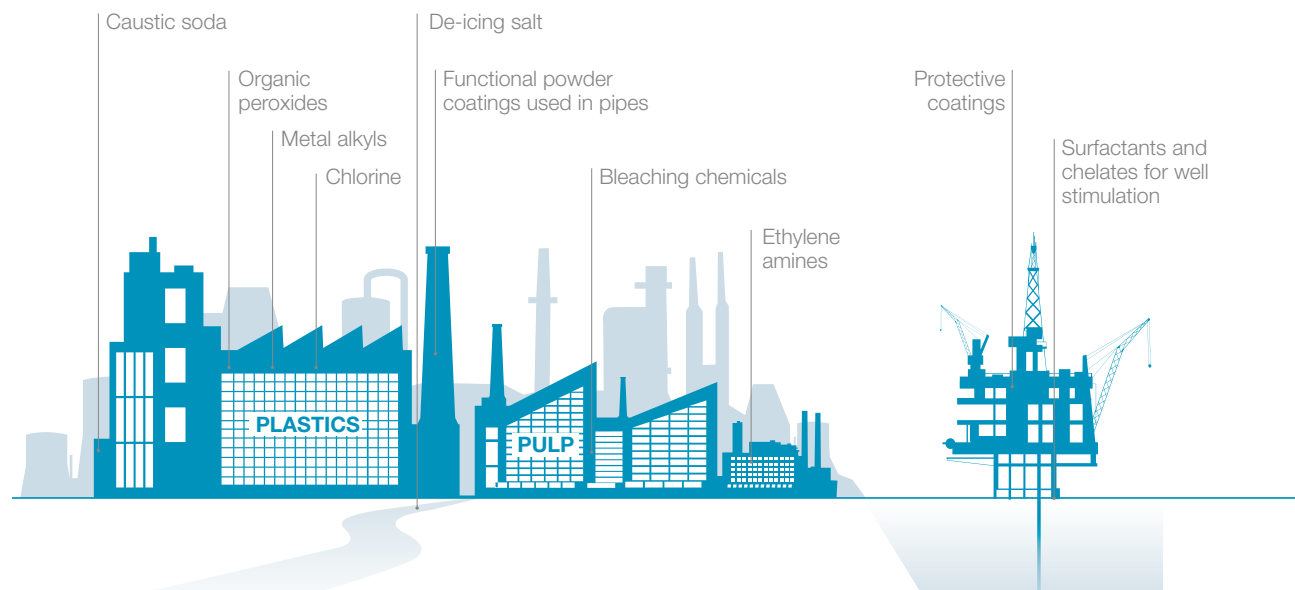 Caustic soda
De-icing salt
Organic
peroxides
Functional powder
coatings used in pipes
Protective
coatings
Metal alkyls
Surfactants and
chelates for well
stimulation
Chlorine
Bleaching chemicals
Ethylene
amines
PLASTICS
PULP